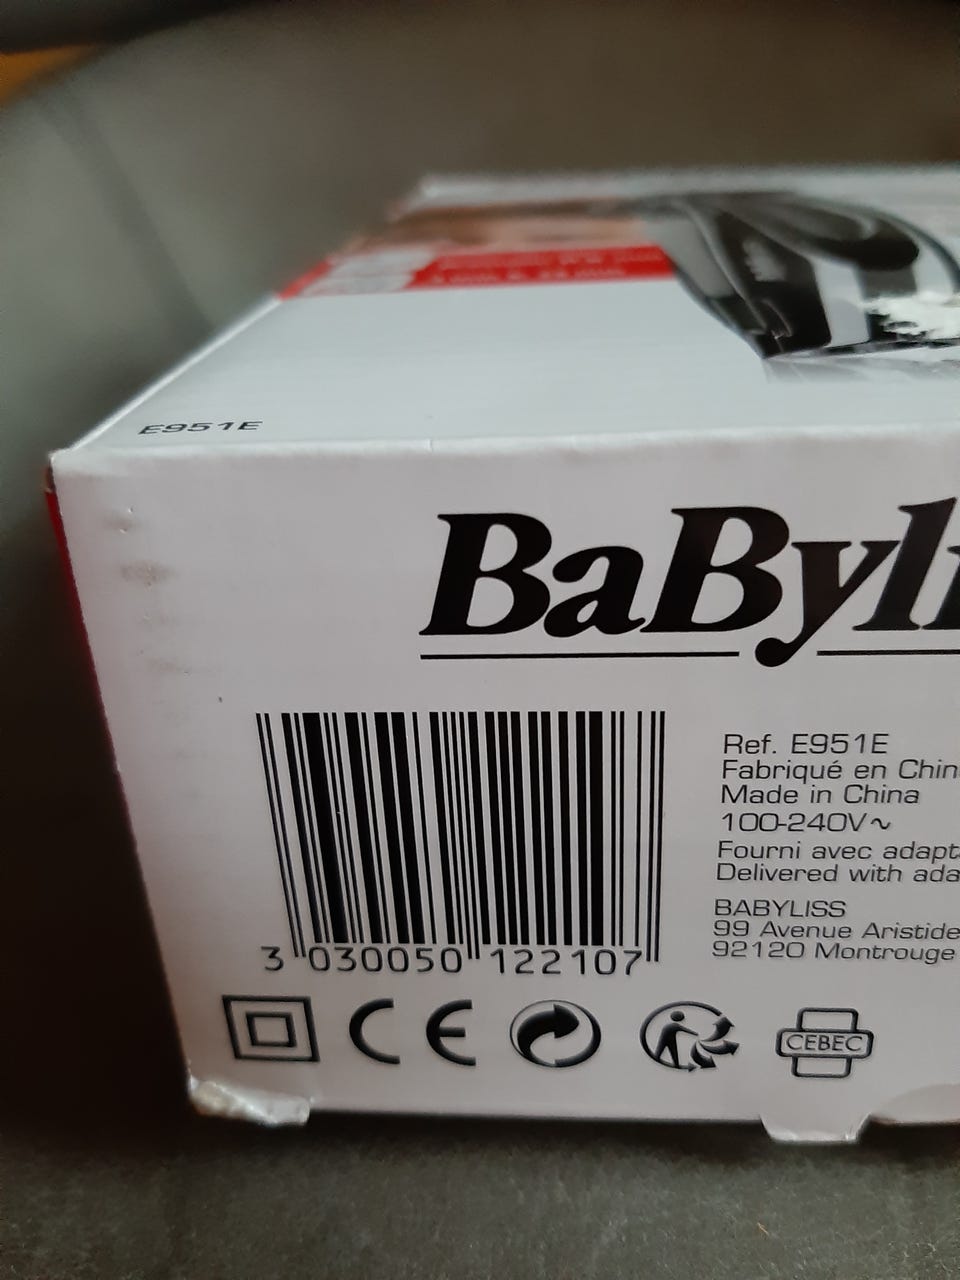 E951E
BaByli
Ref. E951E
Fabriqué en Chin
Made in China
100-240V~
Fourni avec adapt
Delivered with ada
BABYLISS
99 Avenue Aristide
92120 Montrouge
3 030050 122107
CE
CEBEC